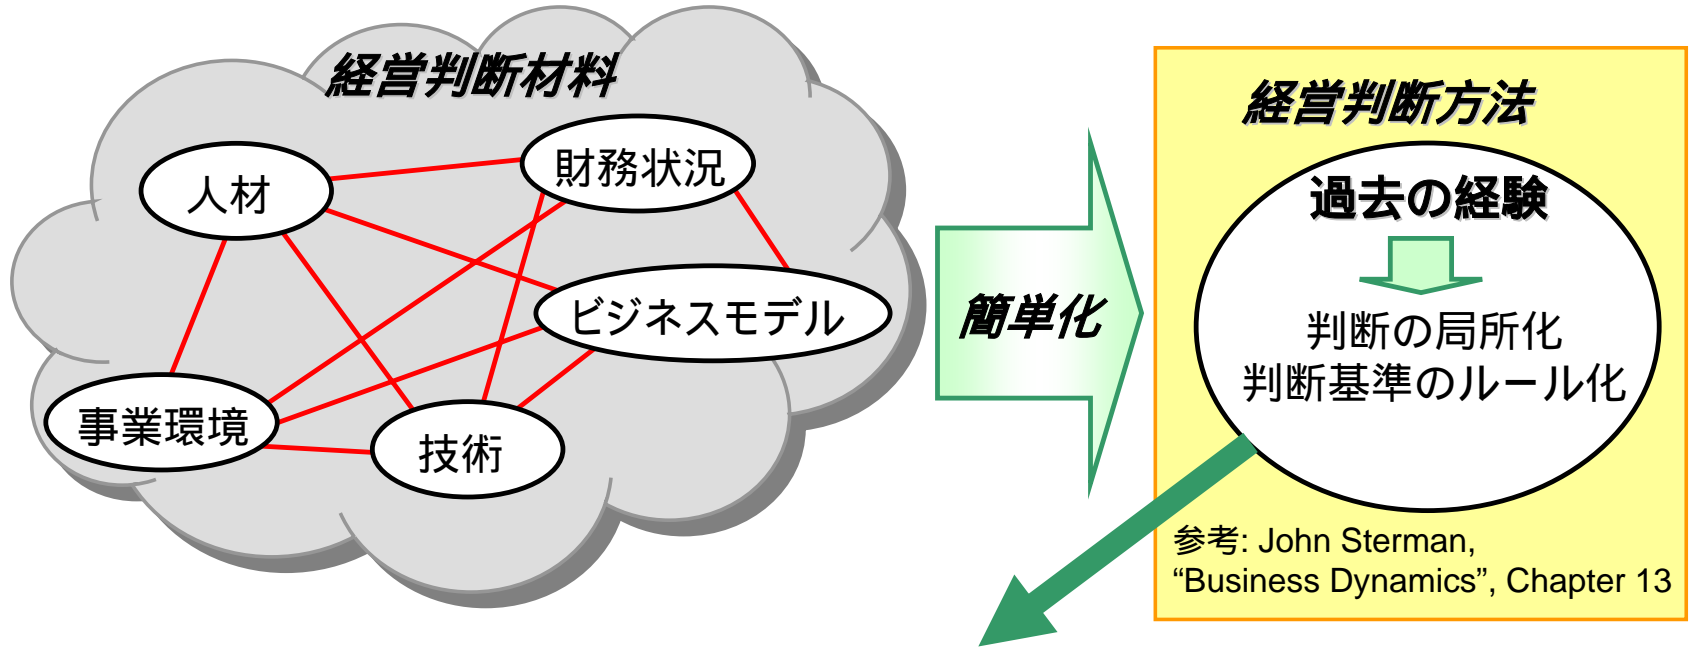 経営判断材料
人材
財務状況
ビジネスモデル
事業環境
技術
簡単化
経営判断方法
過去の経験
判断の局所化
判断基準のルール化
参考: John Sterman,
“Business Dynamics”, Chapter 13